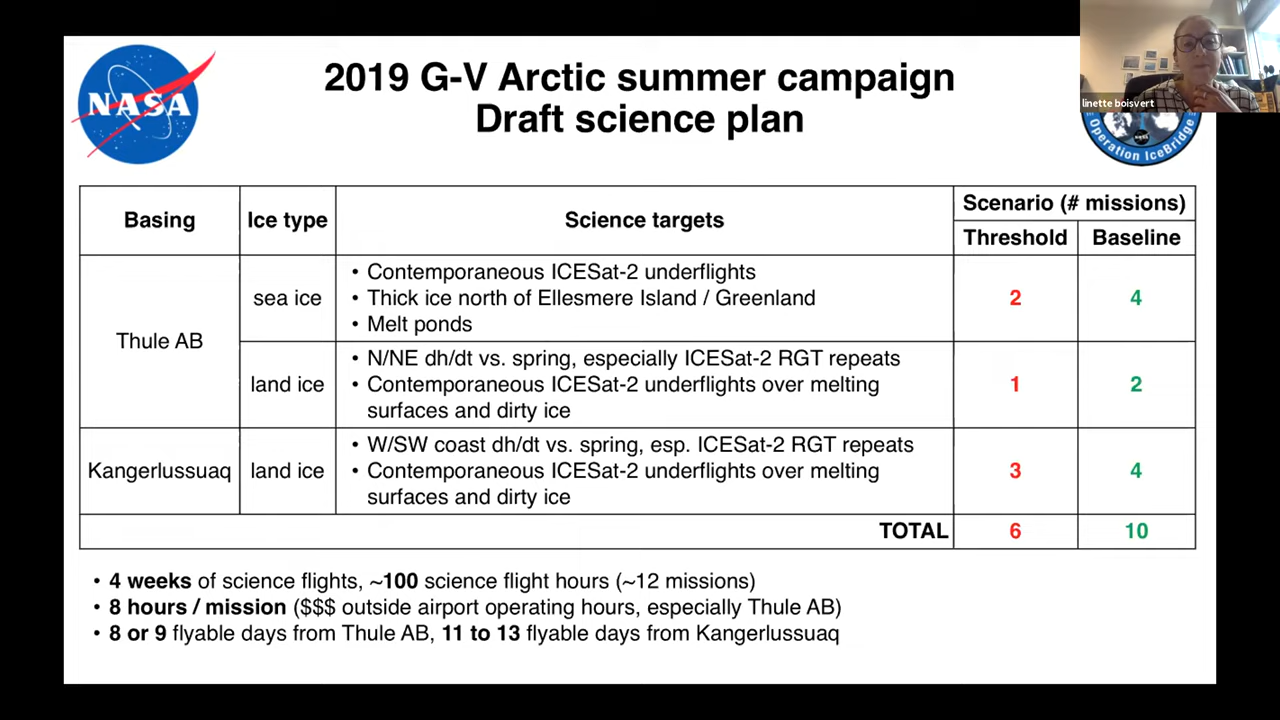 NASA
2019 G-V Arctic summer campaign
Draft science plan
linette boisvert
Operation IceBridge
Basing
Ice type
Science targets
Scenario (# missions)
Threshold
Baseline
Thule AB
sea ice
• Contemporaneous ICESat-2 underflights
• Thick ice north of Ellesmere Island / Greenland
• Melt ponds
2
4
land ice
• N/NE dh/dt vs. spring, especially ICESat-2 RGT repeats
• Contemporaneous ICESat-2 underflights over melting
surfaces and dirty ice
1
2
Kangerlussuaq
land ice
• W/SW coast dh/dt vs. spring, esp. ICESat-2 RGT repeats
• Contemporaneous ICESat-2 underflights over melting
surfaces and dirty ice
3
4
TOTAL
6
10
• 4 weeks of science flights, ~100 science flight hours (~12 missions)
• 8 hours / mission ($$$ outside airport operating hours, especially Thule AB)
• 8 or 9 flyable days from Thule AB, 11 to 13 flyable days from Kangerlussuaq